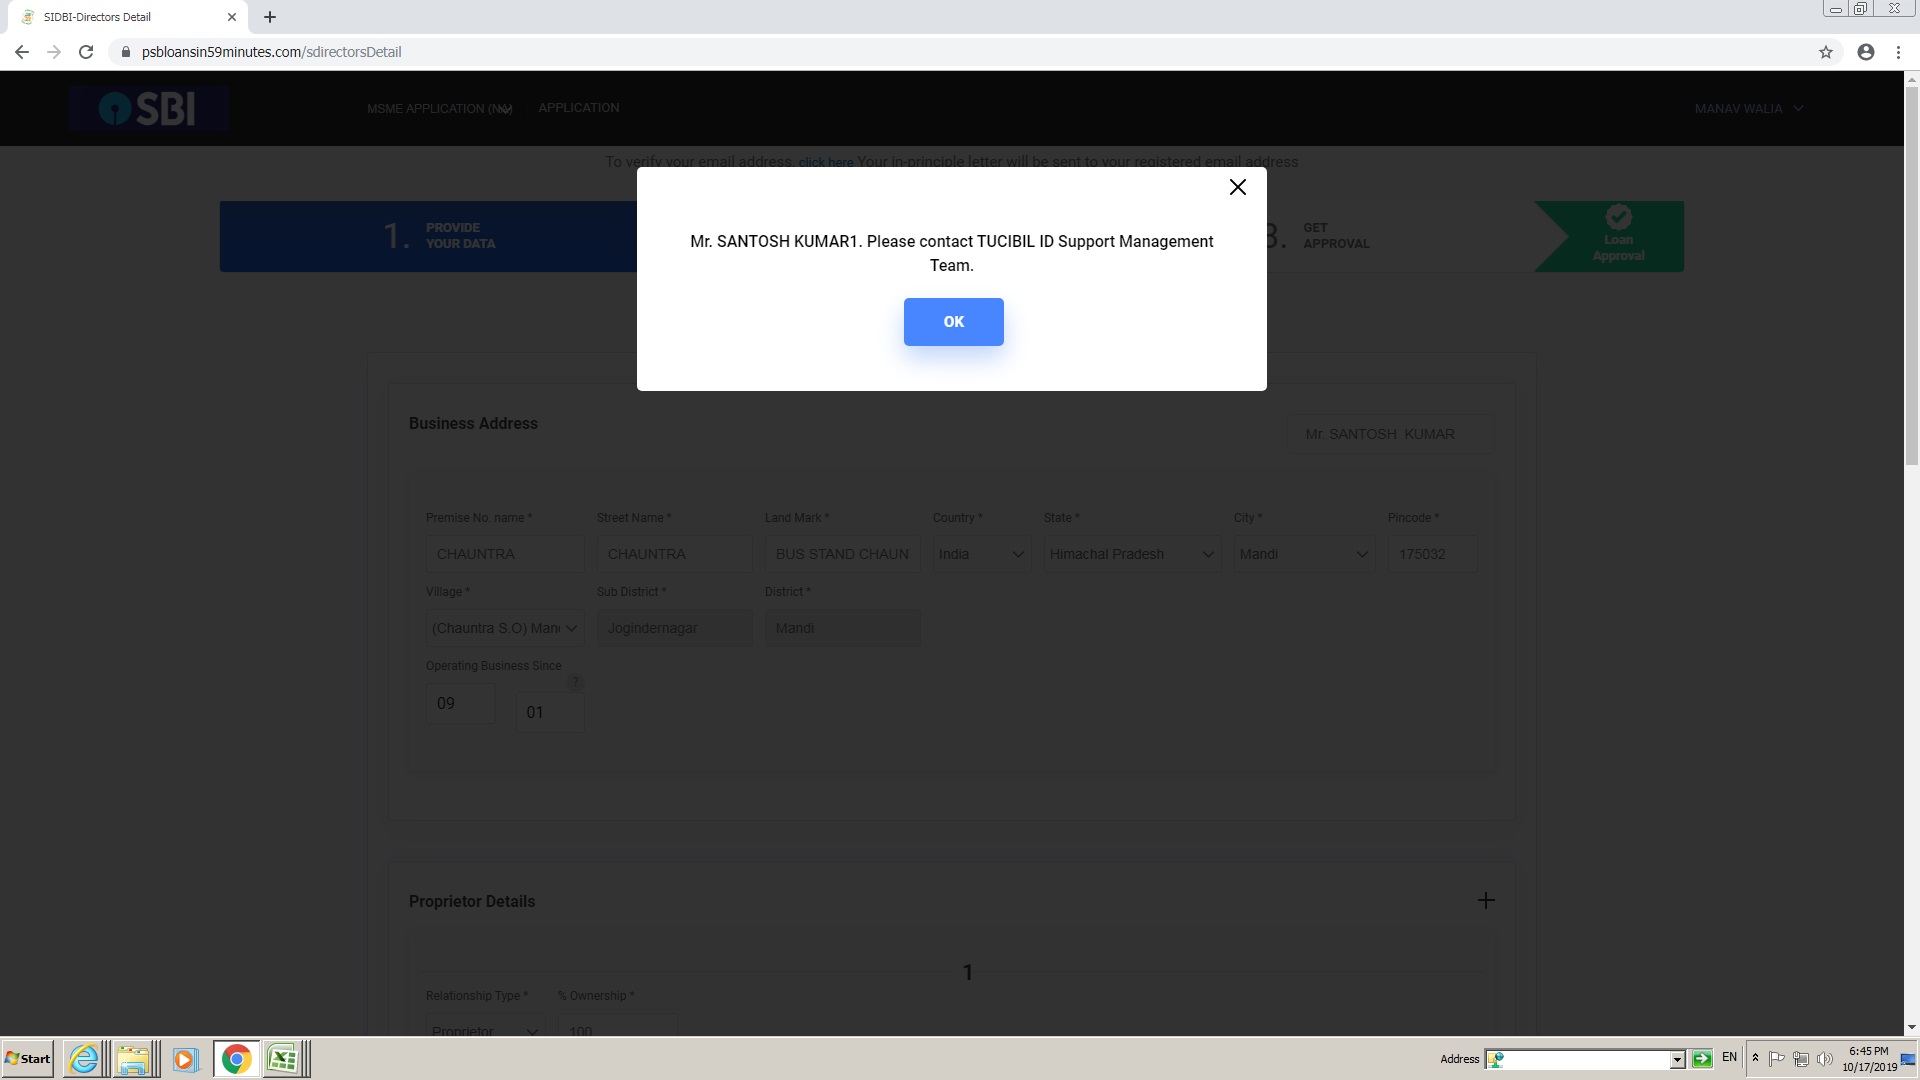 SIDBI-Directors Detail
psbloansin59minutes.com/sdirectorsDetail
SBI
MSME APPLICATION (N
APPLICATION
MANAV WALIA
To verify your email address, click here Your in-principle letter will be sent to your registered email address
1. PROVIDE
YOUR DATA
3. GET
APPROVAL
Loan
Approval
Mr. SANTOSH KUMAR1. Please contact TUCIBIL ID Support Management
Team.
OK
Business Address
Mr. SANTOSH KUMAR
Premise No. name * Street Name * Land Mark * Country * State * City * Pincode *
CHAUNTRA CHAUNTRA BUS STAND CHAUN India Himachal Pradesh Mandi 175032
Village * Sub District * District *
(Chauntra S.O) Man Jogindernagar Mandi
Operating Business Since
?
09 01
Proprietor Details
1
Relationship Type * % Ownership *
Proprietor 100
Start
Address
EN
6:45 PM
10/17/2019